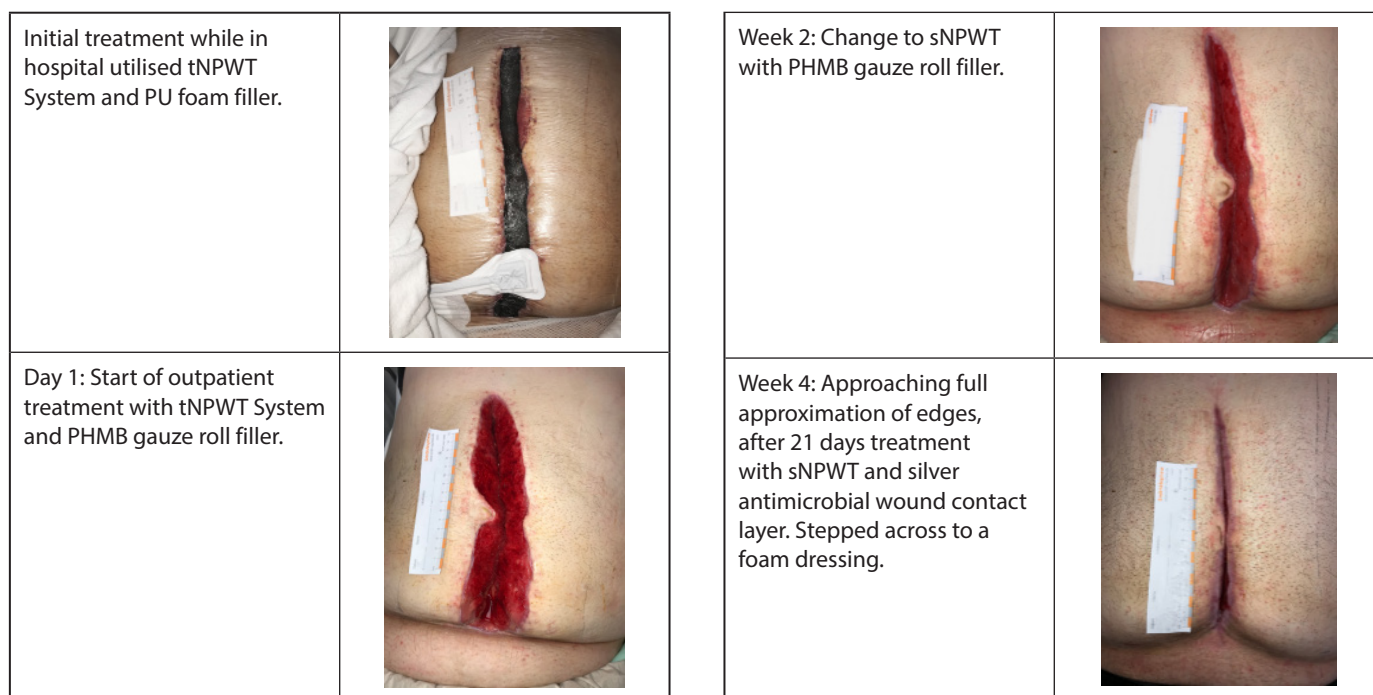 Initial treatment while in
hospital utilised tNPWT
System and PU foam filler.
Day 1: Start of outpatient
treatment with tNPWT System
and PHMB gauze roll filler.
Week 2: Change to sNPWT
with PHMB gauze roll filler.
Week 4: Approaching full
approximation of edges,
after 21 days treatment
with sNPWT and silver
antimicrobial wound contact
layer. Stepped across to a
foam dressing.